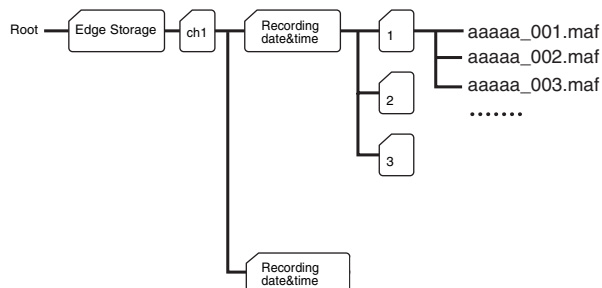 Root
Edge Storage
ch1
Recording
date&time
1
aaaaa_001.maf
aaaaa_002.maf
aaaaa_003.maf
.......
2
3
Recording
date&time